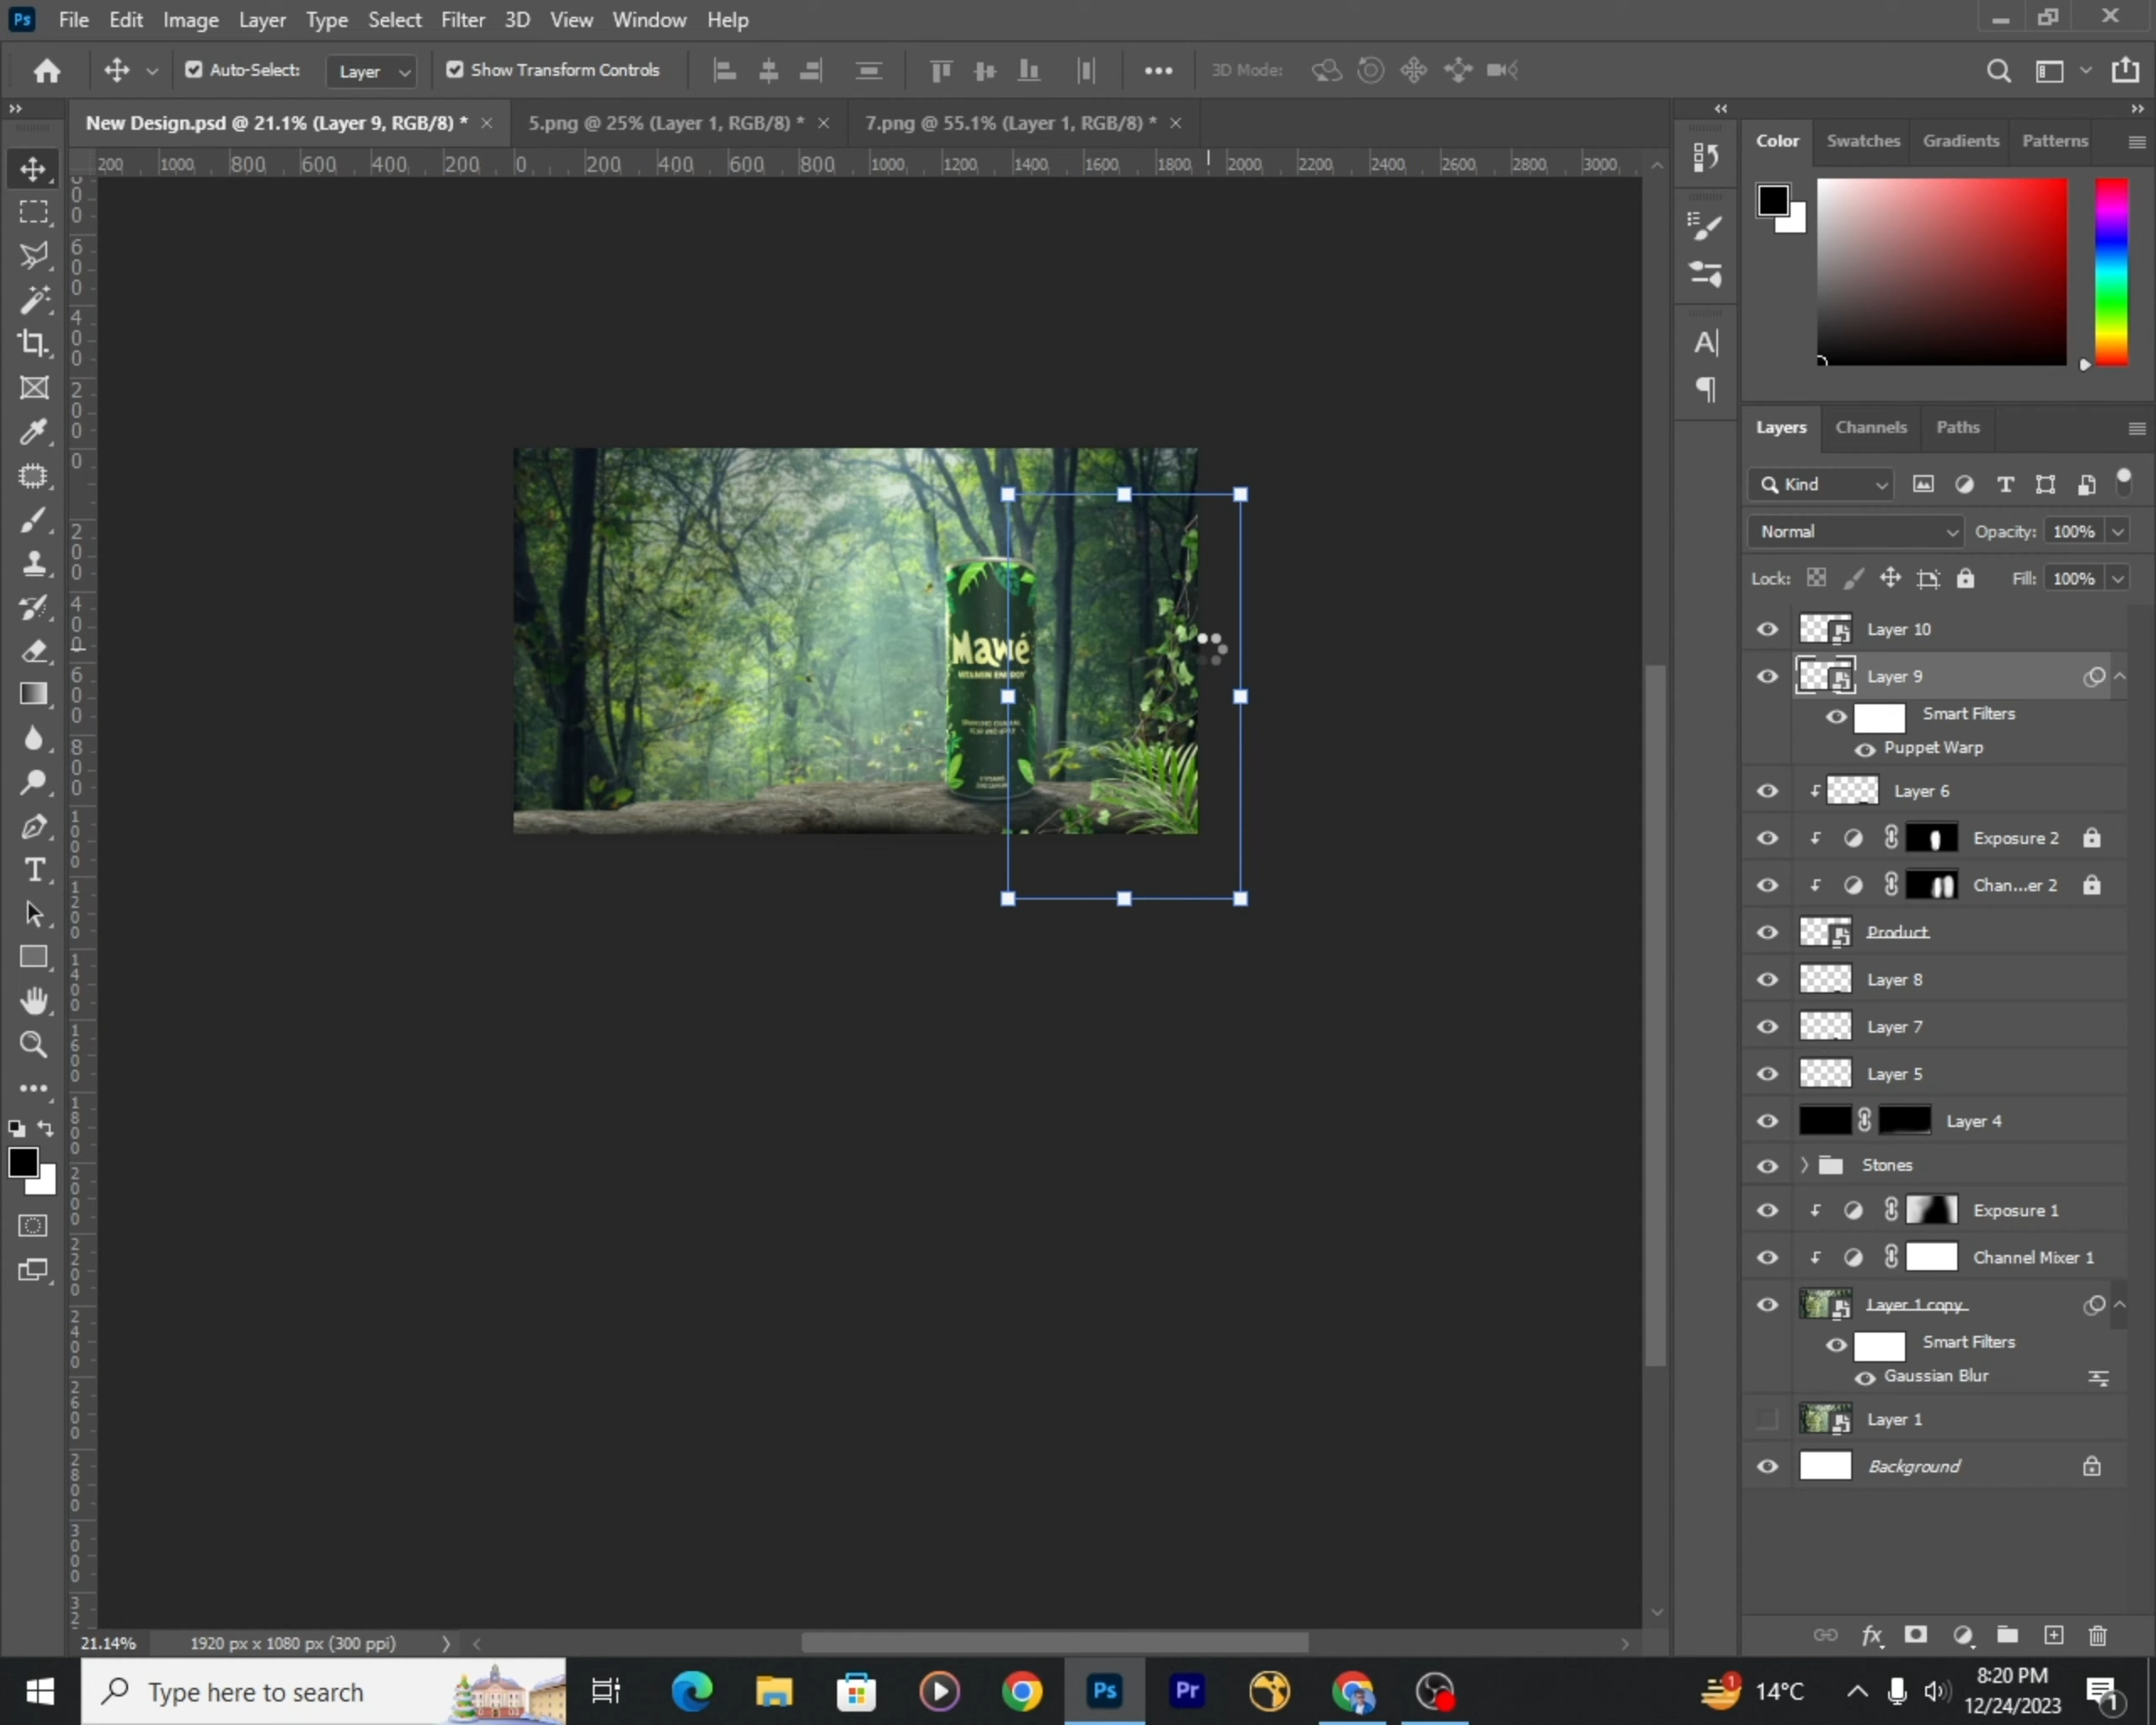 Ps File Edit Image Layer Type Select Filter 3D View Window Help
Auto-Select: Layer Show Transform Controls ••• 3D Mode:
New Design.psd @ 21.1% (Layer 9, RGB/8) * × 5.png @ 25% (Layer 1, RGB/8) * × 7.png @ 55.1% (Layer 1, RGB/8) * ×
200 1000 800 600 400 200 0 200 400 600 800 1000 1200 1400 1600 1800 2000 2200 2400 2600 2800 3000
Color Swatches Gradients Patterns
Layers Channels Paths
Kind
Normal Opacity: 100%
Lock: Fill: 100%
Layer 10
Layer 9
Smart Filters
Puppet Warp
Layer 6
Exposure 2
Chan...er 2
Product
Layer 8
Layer 7
Layer 5
Layer 4
Stones
Exposure 1
Channel Mixer 1
Layer 1 copy
Smart Filters
Gaussian Blur
Layer 1
Background
Mawé
VITAMIN ENERGY
21.14% 1920 px x 1080 px (300 ppi)
Type here to search
Ps
Pr
1
14°C
8:20 PM
12/24/2023
1